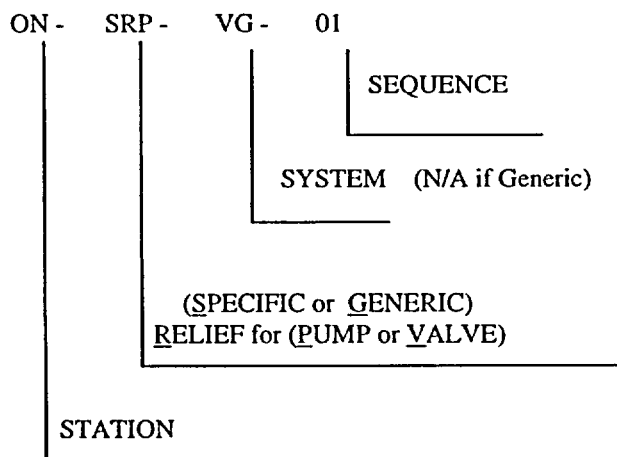 ON - SRP - VG - 01
SEQUENCE
SYSTEM (N/A if Generic)
(SPECIFIC or GENERIC)
RELIEF for (PUMP or VALVE)
STATION